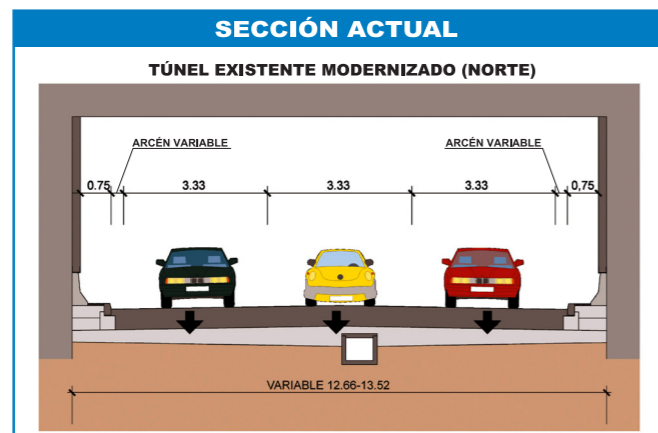 SECCIÓN ACTUAL
TÚNEL EXISTENTE MODERNIZADO (NORTE)
ARCÉN VARIABLE ARCÉN VARIABLE
0.75 3.33 3.33 3.33 0,75
VARIABLE 12.66-13.52